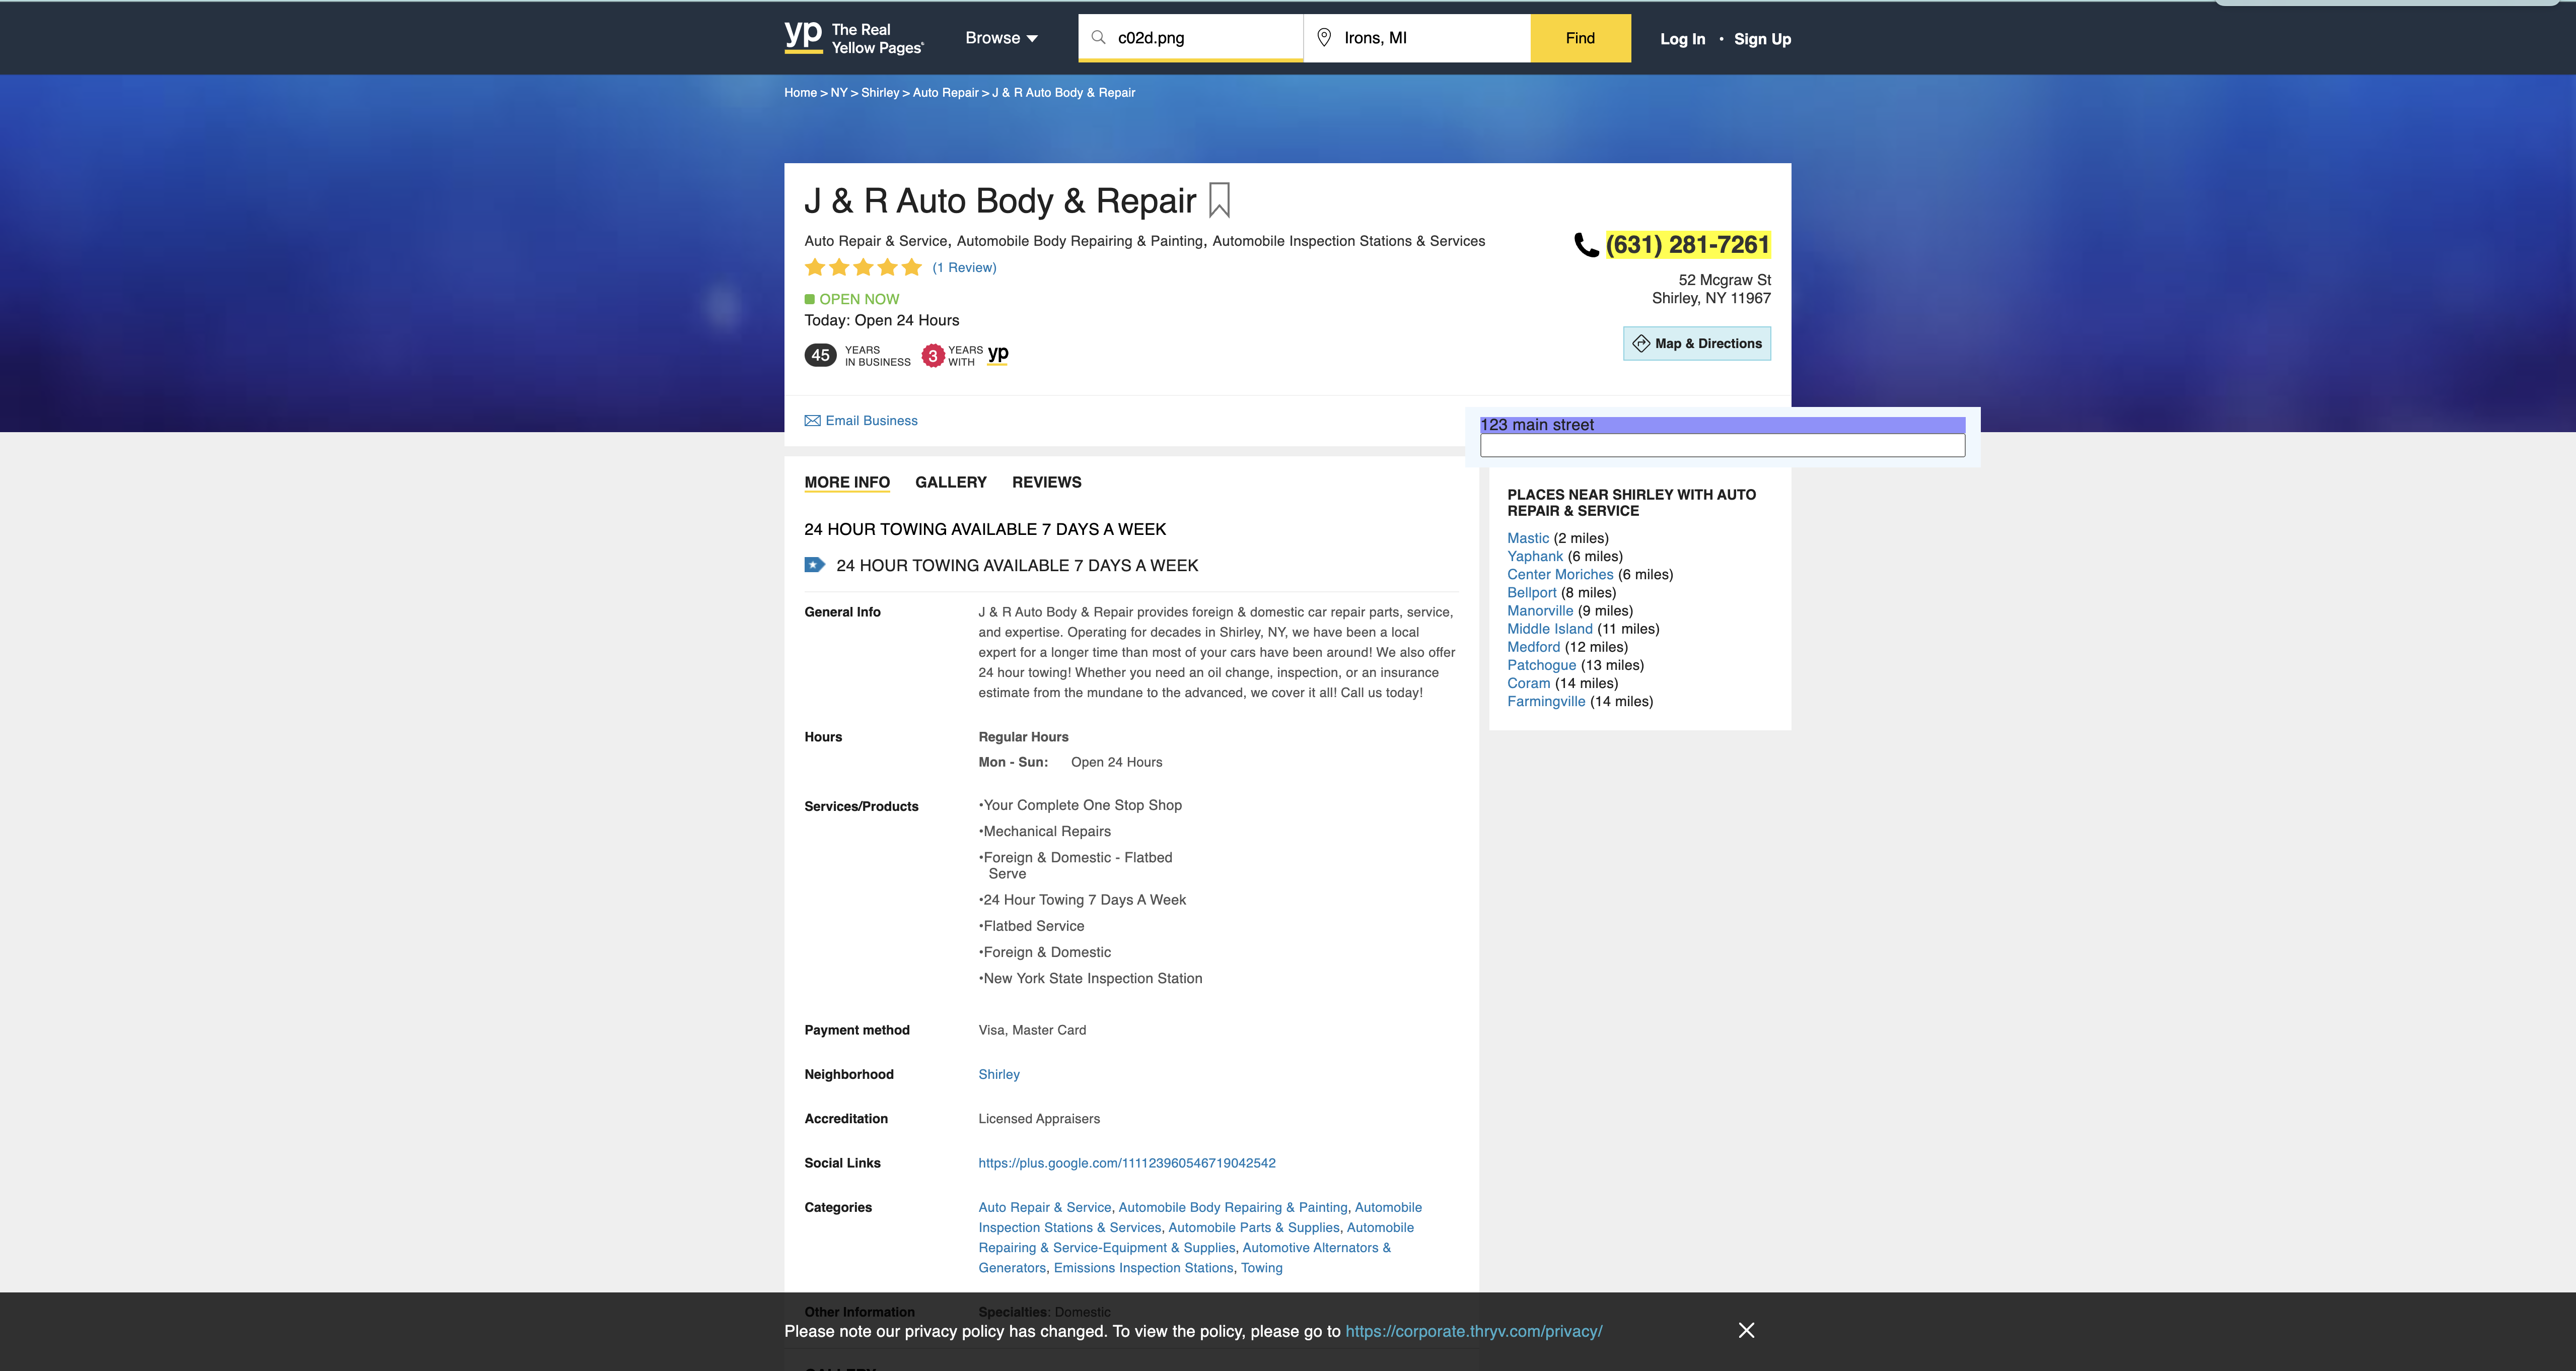 yp The Real
Yellow Pages
Browse
c02d.png
Irons, MI
Find
Log In • Sign Up
Home > NY > Shirley > Auto Repair > J & R Auto Body & Repair
J & R Auto Body & Repair
Auto Repair & Service, Automobile Body Repairing & Painting, Automobile Inspection Stations & Services
(1 Review)
OPEN NOW
Today: Open 24 Hours
45 YEARS
IN BUSINESS
3 YEARS
WITH yp
(631) 281-7261
52 Mcgraw St
Shirley, NY 11967
Map & Directions
Email Business
123 main street
MORE INFO GALLERY REVIEWS
24 HOUR TOWING AVAILABLE 7 DAYS A WEEK
24 HOUR TOWING AVAILABLE 7 DAYS A WEEK
General Info
J & R Auto Body & Repair provides foreign & domestic car repair parts, service,
and expertise. Operating for decades in Shirley, NY, we have been a local
expert for a longer time than most of your cars have been around! We also offer
24 hour towing! Whether you need an oil change, inspection, or an insurance
estimate from the mundane to the advanced, we cover it all! Call us today!
Hours
Regular Hours
Mon - Sun: Open 24 Hours
Services/Products
•Your Complete One Stop Shop
•Mechanical Repairs
•Foreign & Domestic - Flatbed
Serve
•24 Hour Towing 7 Days A Week
•Flatbed Service
•Foreign & Domestic
•New York State Inspection Station
Payment method
Visa, Master Card
Neighborhood
Shirley
Accreditation
Licensed Appraisers
Social Links
https://plus.google.com/111123960546719042542
Categories
Auto Repair & Service, Automobile Body Repairing & Painting, Automobile
Inspection Stations & Services, Automobile Parts & Supplies, Automobile
Repairing & Service-Equipment & Supplies, Automotive Alternators &
Generators, Emissions Inspection Stations, Towing
Other Information
Specialties: Domestic
PLACES NEAR SHIRLEY WITH AUTO
REPAIR & SERVICE
Mastic (2 miles)
Yaphank (6 miles)
Center Moriches (6 miles)
Bellport (8 miles)
Manorville (9 miles)
Middle Island (11 miles)
Medford (12 miles)
Patchogue (13 miles)
Coram (14 miles)
Farmingville (14 miles)
Please note our privacy policy has changed. To view the policy, please go to https://corporate.thryv.com/privacy/